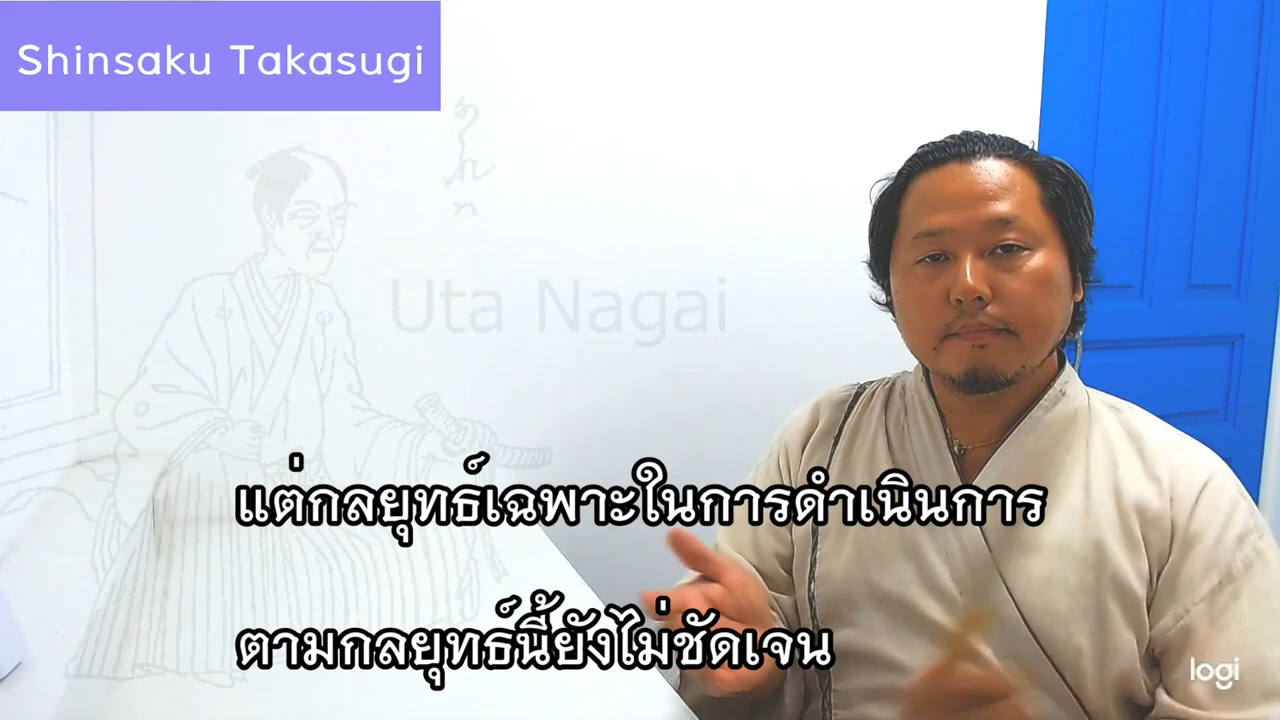 Shinsaku Takasugi
Uta Nagai
แต่กลยุทธ์เฉพาะในการดำเนินการ
ตามกลยุทธ์นี้ยังไม่ชัดเจน
logi